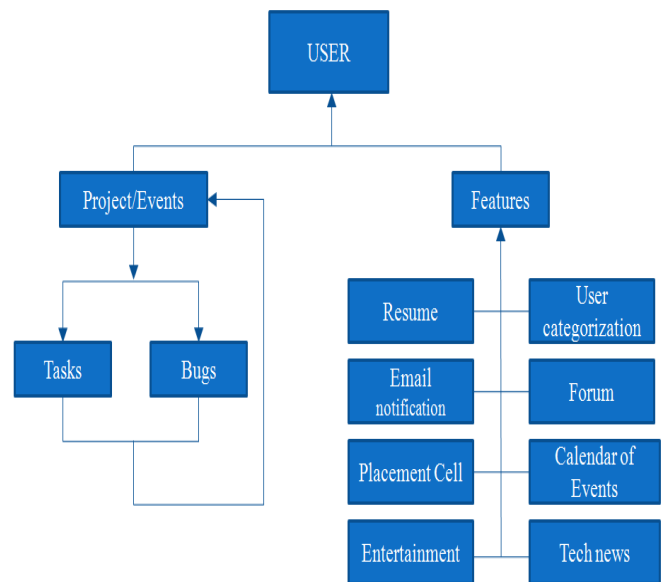 USER
Project/Events
Features
Tasks
Bugs
Resume
User
categorization
Email
notification
Forum
Placement Cell
Calendar of
Events
Entertainment
Tech news